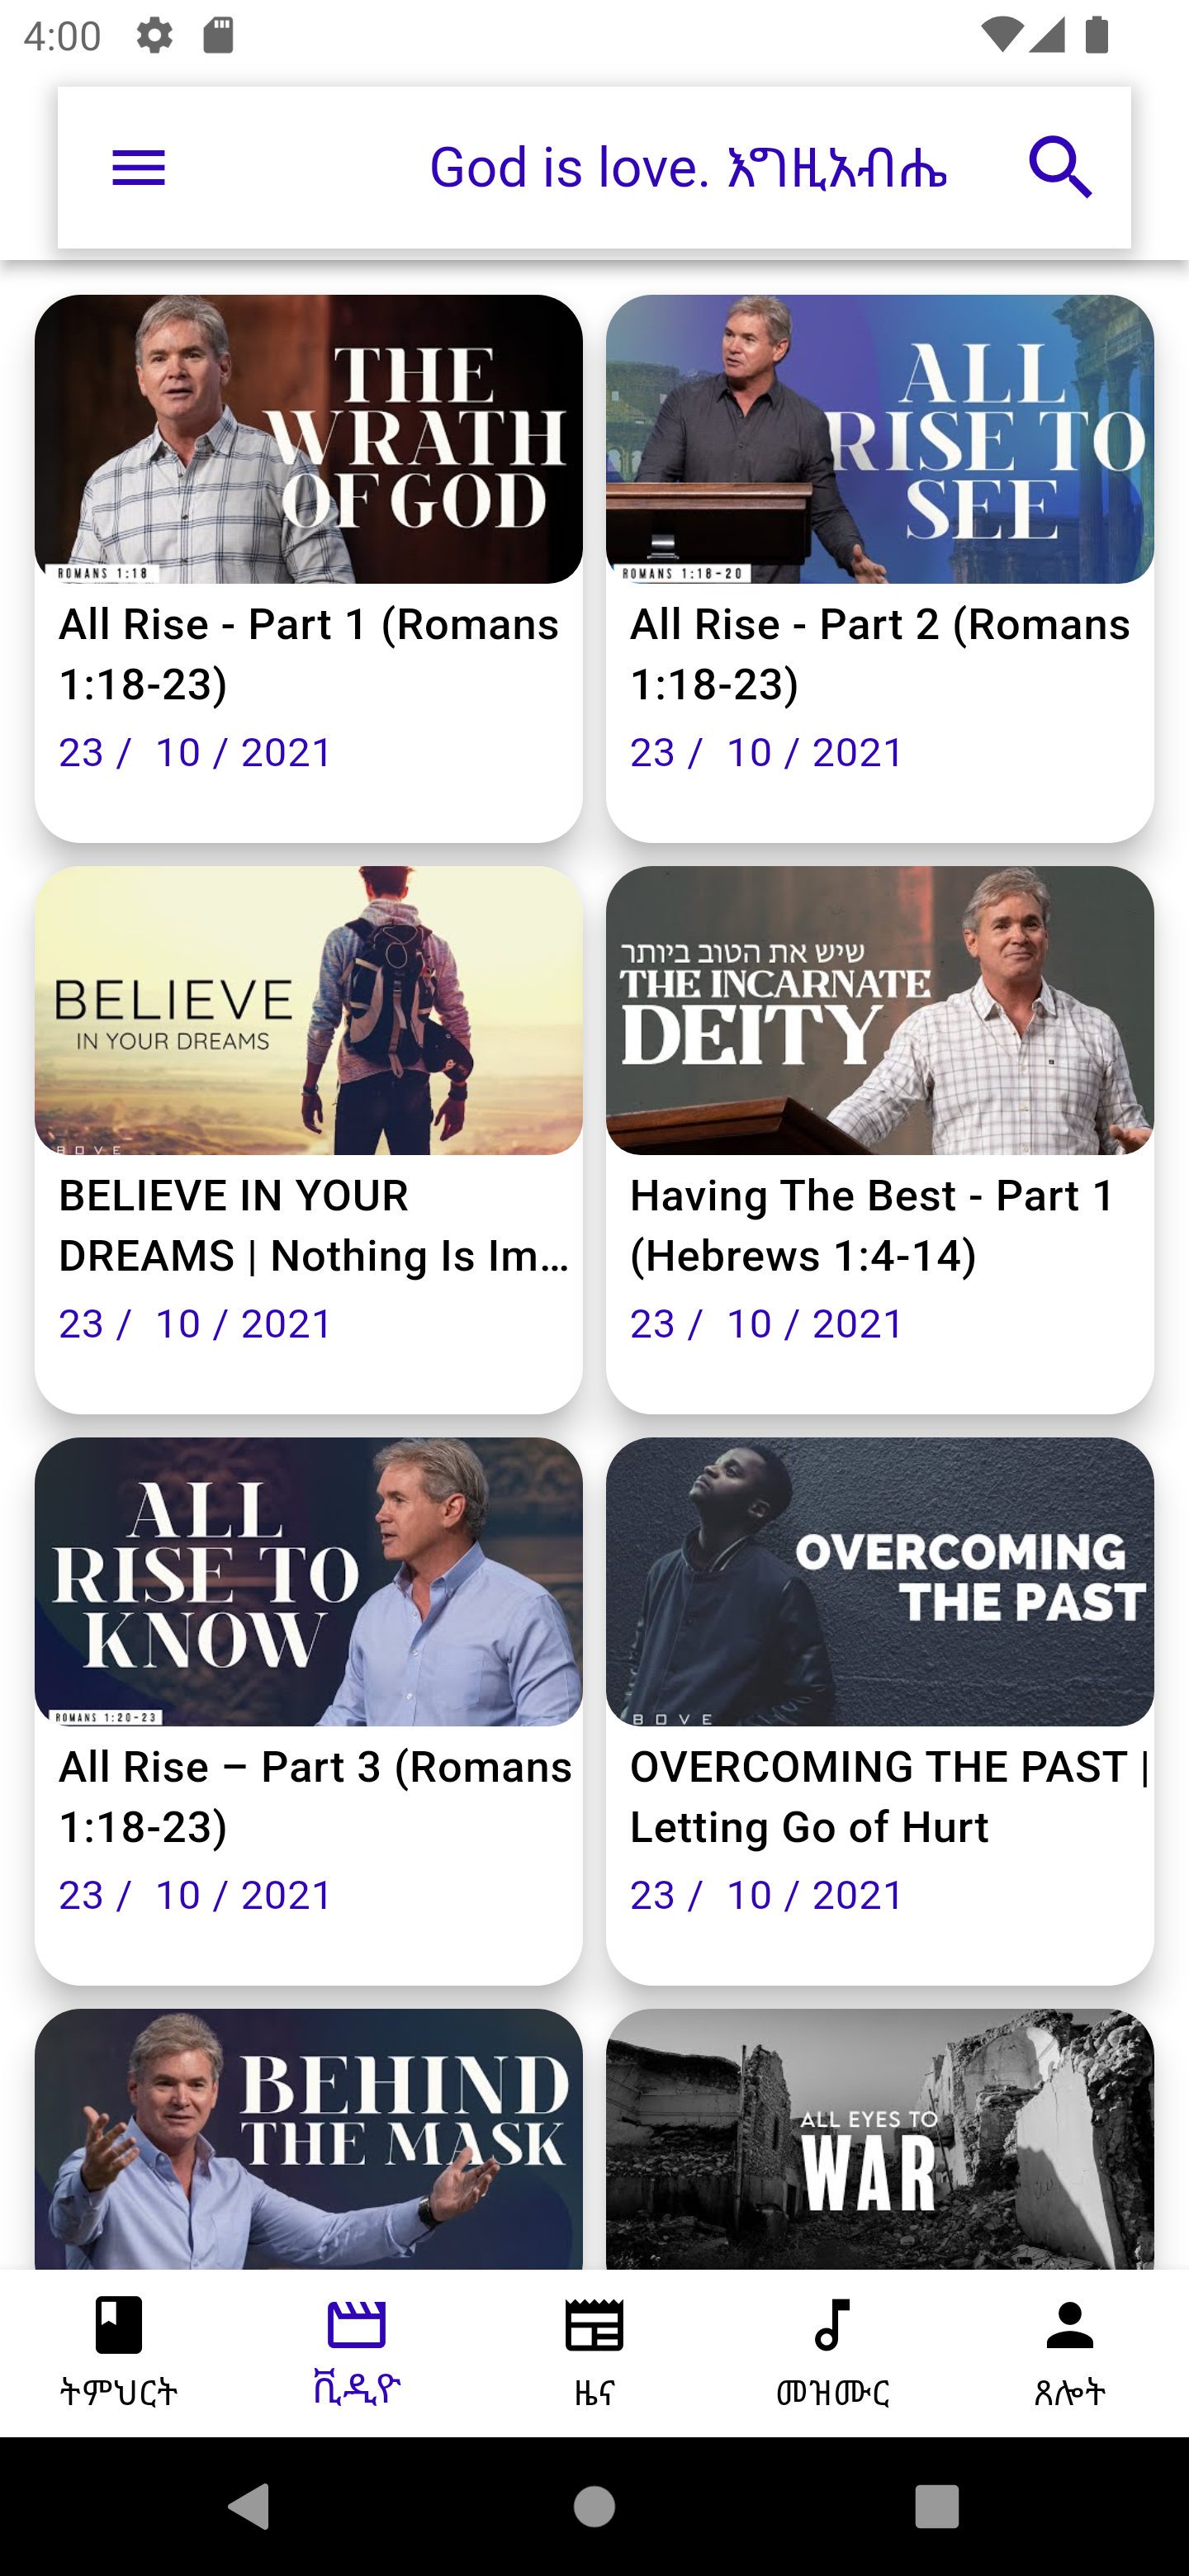 4:00
God is love. እግዚአብሔ
THE
WRATH
OF GOD
ROMANS 1:18
All Rise - Part 1 (Romans
1:18-23)
23 / 10 / 2021
ALL
RISE TO
SEE
ROMANS 1:18-20
All Rise - Part 2 (Romans
1:18-23)
23 / 10 / 2021
BELIEVE
IN YOUR DREAMS
BOVE
BELIEVE IN YOUR
DREAMS | Nothing Is Im...
23 / 10 / 2021
שיש את הטוב ביותר
THE INCARNATE
DEITY
Having The Best - Part 1
(Hebrews 1:4-14)
23 / 10 / 2021
ALL
RISE TO
KNOW
ROMANS 1:20-23
All Rise – Part 3 (Romans
1:18-23)
23 / 10 / 2021
OVERCOMING
THE PAST
BOVE
OVERCOMING THE PAST |
Letting Go of Hurt
23 / 10 / 2021
BEHIND
THE MASK
ALL EYES TO
WAR
ትምህርት
ቪዲዮ
ዜና
መዝሙር
ጸሎት